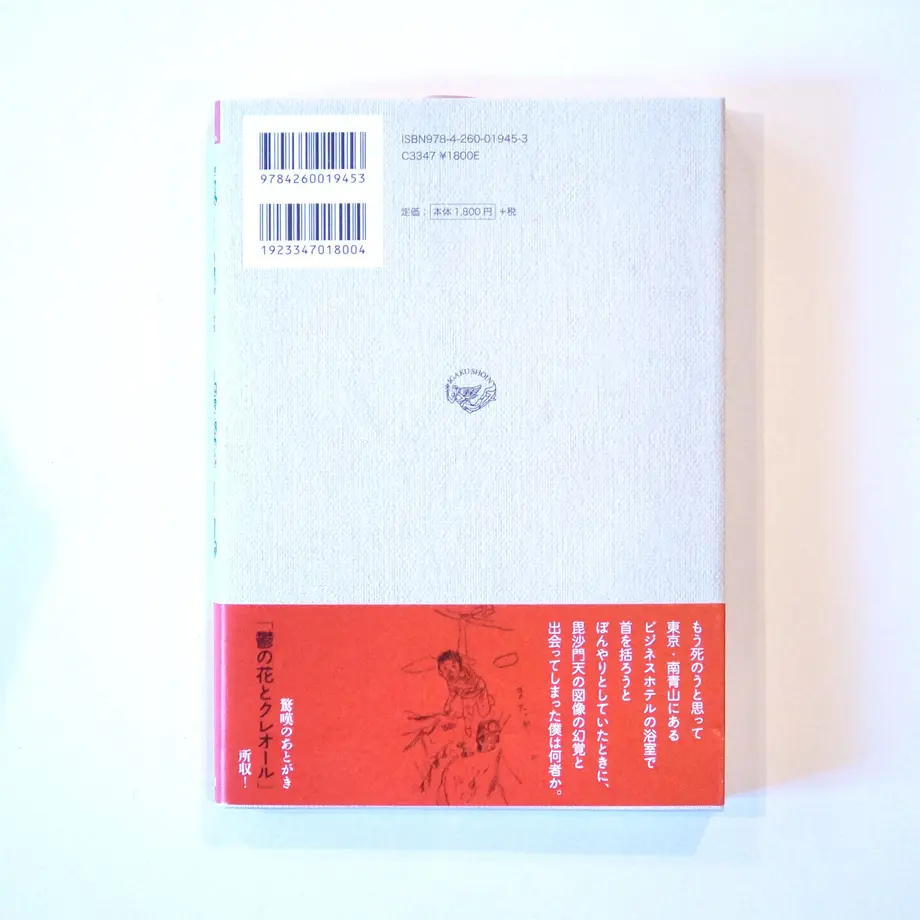 ISBN978-4-260-01945-3
C3347 ¥1800E
9784260019453
定価：本体1,800円+税
1923347018004
IGAKU-SHOIN
もう死のうと思って
東京・南青山にある
ビジネスホテルの浴室で
首を括ろうと
ぼんやりとしていたときに、
毘沙門天の図像の幻覚と
出会ってしまった僕は何者か。
驚嘆のあとがき
「鬱の花とクレオール」
所収！